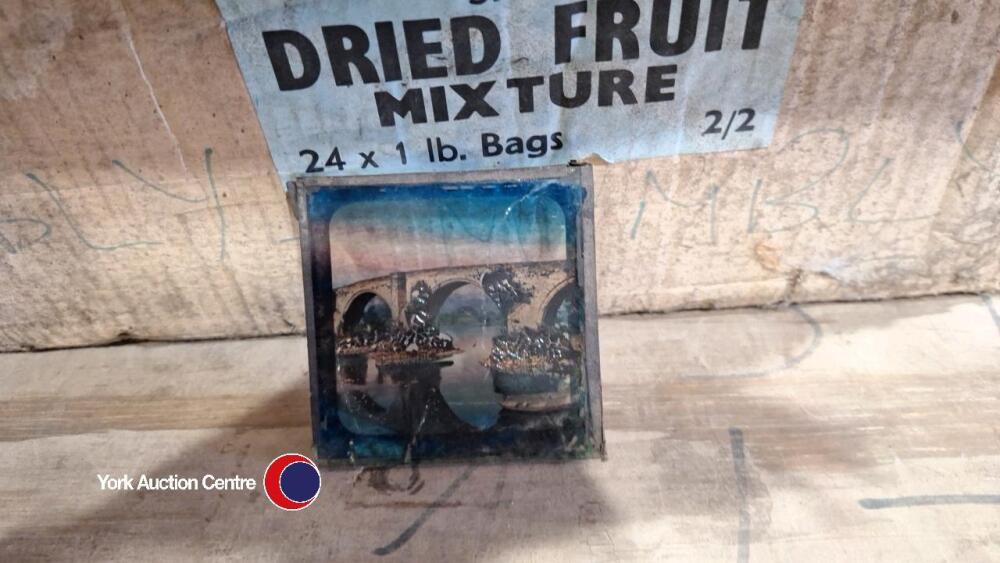 DRIED FRUIT
MIXTURE
24 x 1 lb. Bags 2/2
York Auction Centre